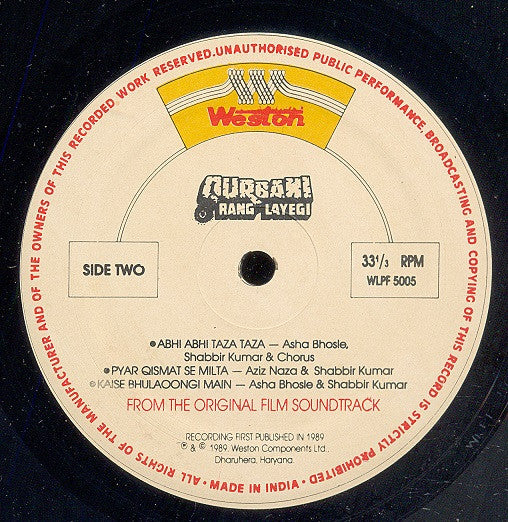 ALL RIGHTS OF THE MANUFACTURER AND OF THE OWNERS OF THIS RECORDED WORK RESERVED. UNAUTHORISED PUBLIC PERFORMANCE, BROADCASTING AND COPYING OF THIS RECORD IS STRICTLY PROHIBITED • MADE IN INDIA •
Weston
QURBANI
RANG LAYEGI
SIDE TWO
33 1/3 RPM
WLPF 5005
• ABHI ABHI TAZA TAZA — Asha Bhosle,
Shabbir Kumar & Chorus
• PYAR QISMAT SE MILTA — Aziz Naza & Shabbir Kumar
• KAISE BHULAOONGI MAIN — Asha Bhosle & Shabbir Kumar
FROM THE ORIGINAL FILM SOUNDTRACK
RECORDING FIRST PUBLISHED IN 1989
℗ & © 1989. Weston Components Ltd.,
Dharuhera, Haryana.